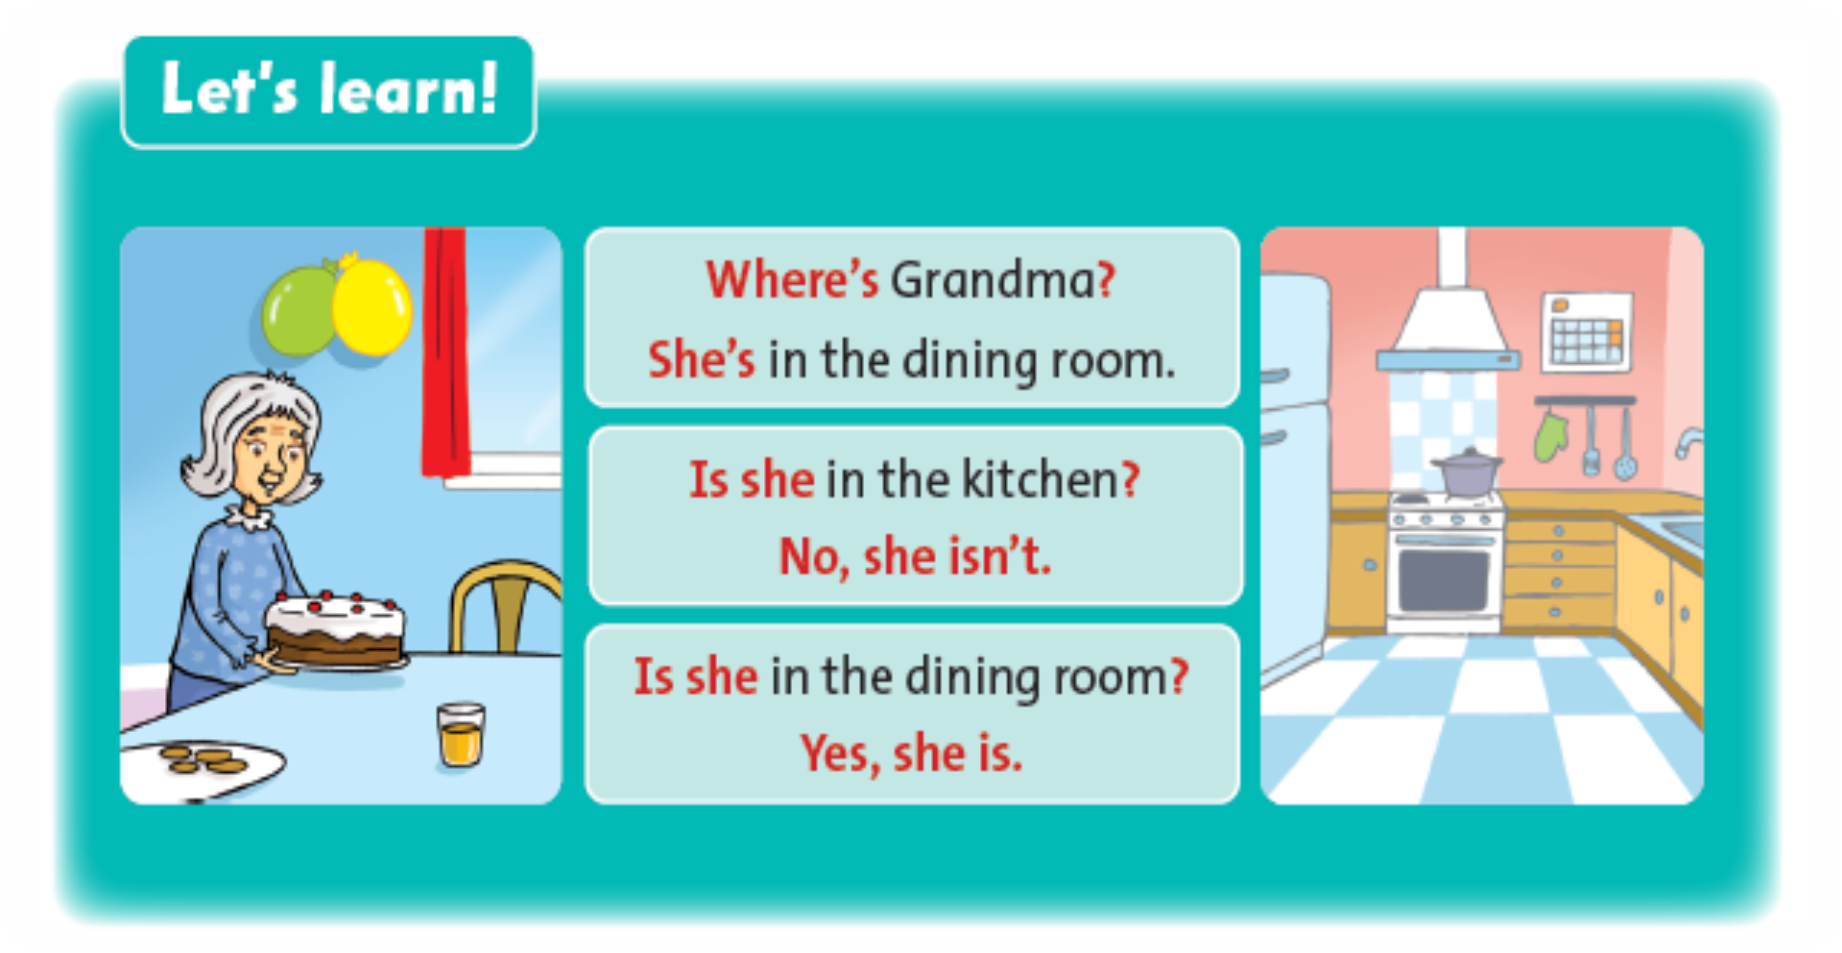 Let's learn!
Where's Grandma?
She's in the dining room.
Is she in the kitchen?
No, she isn't.
Is she in the dining room?
Yes, she is.